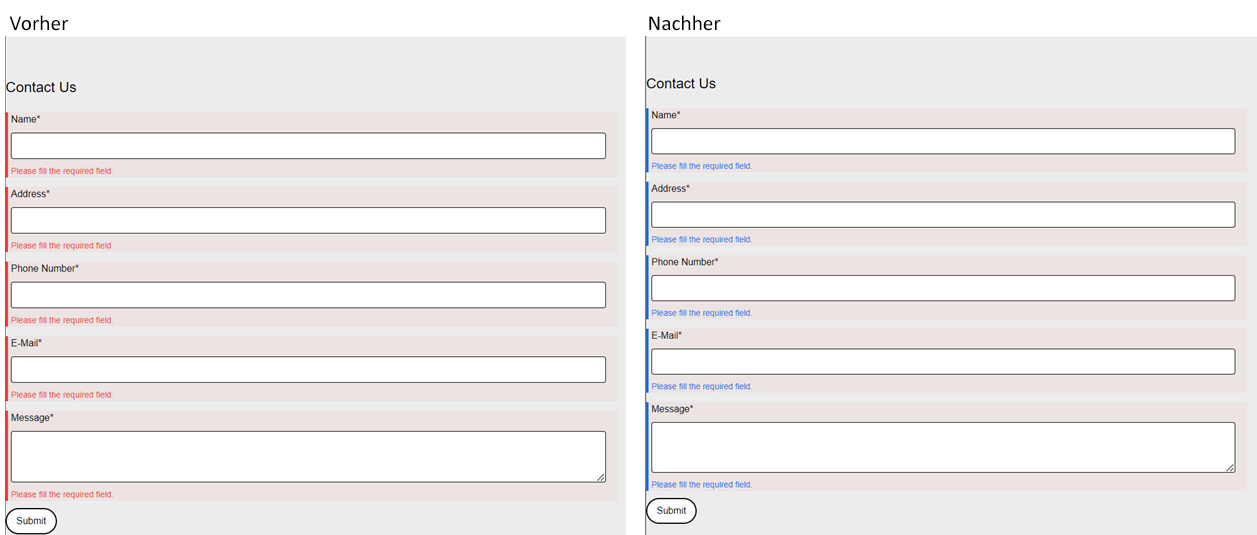 Vorher
Contact Us
Name*
Please fill the required field.
Address*
Please fill the required field.
Phone Number*
Please fill the required field.
E-Mail*
Please fill the required field.
Message*
Please fill the required field.
Submit
Nachher
Contact Us
Name*
Please fill the required field.
Address*
Please fill the required field.
Phone Number*
Please fill the required field.
E-Mail*
Please fill the required field.
Message*
Please fill the required field.
Submit